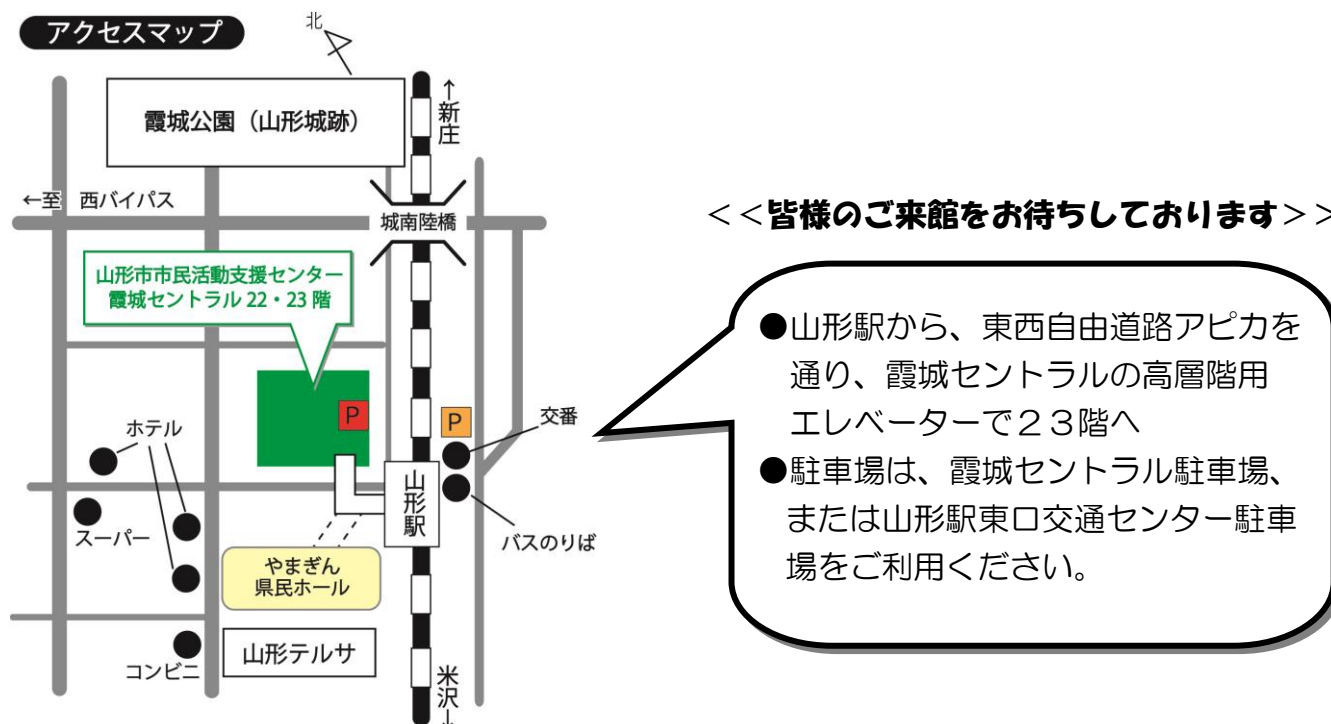 アクセスマップ
北
霞城公園（山形城跡）
↑新庄
←至　西バイパス
城南陸橋
山形市市民活動支援センター
霞城セントラル 22・23 階
P
P
交番
ホテル
山形駅
スーパー
バスのりば
やまぎん
県民ホール
山形テルサ
コンビニ
米沢↓
＜＜皆様のご来館をお待ちしております＞＞
●山形駅から、東西自由道路アピカを
通り、霞城セントラルの高層階用
エレベーターで２３階へ
●駐車場は、霞城セントラル駐車場、
または山形駅東口交通センター駐車
場をご利用ください。